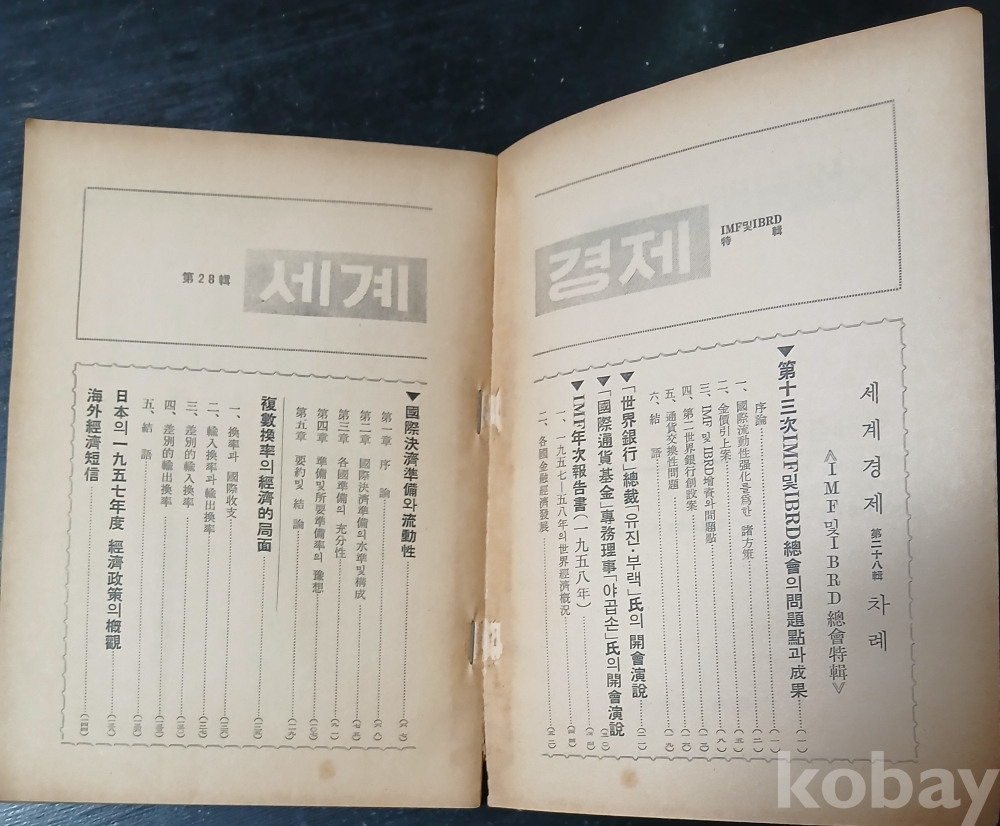 第28輯
세계
경제
IMF및IBRD
特輯
세계경제 第二十八輯 차례
《IMF및IBRD總會特輯》
▼第十三次IMF및IBRD總會의問題點과成果
序論
一、國際流動性强化를爲한 諸方策
二、金價引上案
三、IMF 및 IBRD增資와問題點
四、第二世界銀行創設案
五、通貨交換性問題
六、結語
▼「世界銀行」總裁「유진·부랙」氏의 開會演說
▼「國際通貨基金」專務理事「야곱손」氏의開會演說
▼IMF年次報告書(一九五八年)
一、一九五七—五八年의世界經濟槪況
二、各國金融經濟發展
▼國際決濟準備와流動性
第一章 序論
第二章 國際決濟準備의水準및構成
第三章 各國準備의 充分性
第四章 準備및所要準備率의 豫想
第五章 要約및 結論
複數換率의經濟的局面
一、換率과 國際收支
二、輸入換率과輸出換率
三、差別的輸入換率
四、差別的輸出換率
五、結語
日本의一九五七年度 經濟政策의槪觀
海外經濟短信
kobay